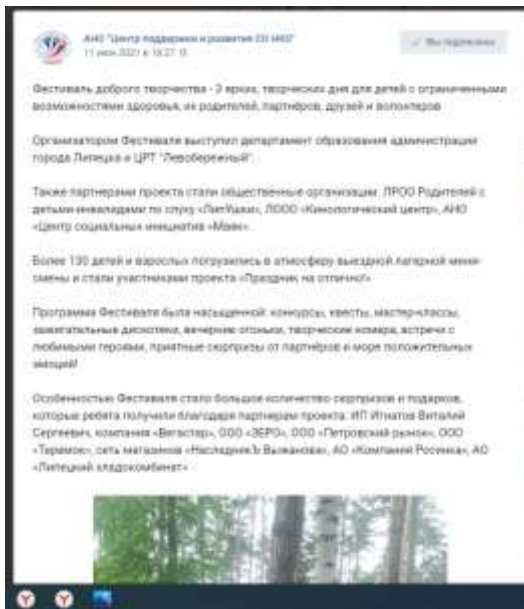 АНО "Центр поддержки и развития СО НКО"
11 июн 2021 в 18:27
Вы подписаны
Фестиваль доброго творчества - 3 ярких, творческих дня для детей с ограниченными
возможностями здоровья, их родителей, партнёров, друзей и волонтеров.
Организатором Фестиваля выступил департамент образования администрации
города Липецка и ЦРТ "Левобережный".
Также партнерами проекта стали общественные организации: ЛРОО Родителей с
детьми-инвалидами по слуху «ЛипУшки», ЛООО «Кинологический центр», АНО
«Центр социальных инициатив «Маяк».
Более 130 детей и взрослых погрузились в атмосферу выездной лагерной мини-
смены и стали участниками проекта «Праздник на отлично!»
Программа Фестиваля была насыщенной: конкурсы, квесты, мастер-классы,
зажигательные дискотеки, вечерние огоньки, творческие номера, встречи с
любимыми героями, приятные сюрпризы от партнёров и море положительных
эмоций!
Особенностью Фестиваля стало большое количество сюрпризов и подарков,
которые ребята получили благодаря партнерам проекта: ИП Игнатов Виталий
Сергеевич, компания «Вегастар», ООО «ЗЕРО», ООО «Петровский рынок», ООО
«Теремок», сеть магазинов «НаследникЪ Выжанова», АО «Компания Росинка», АО
«Липецкий хладокомбинат»